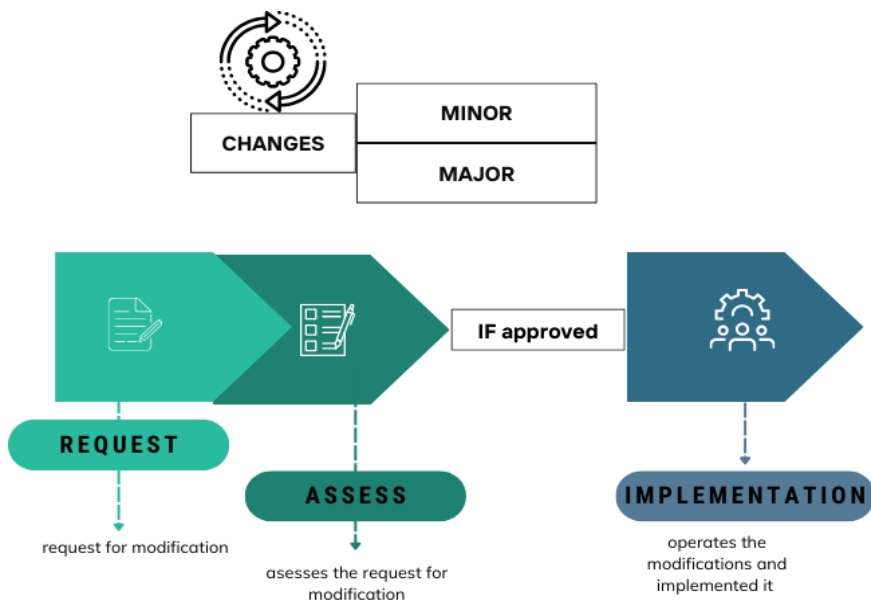 MINOR
CHANGES
MAJOR
IF approved
REQUEST
ASSESS
IMPLEMENTATION
request for modification
asesses the request for
modification
operates the
modifications and
implemented it